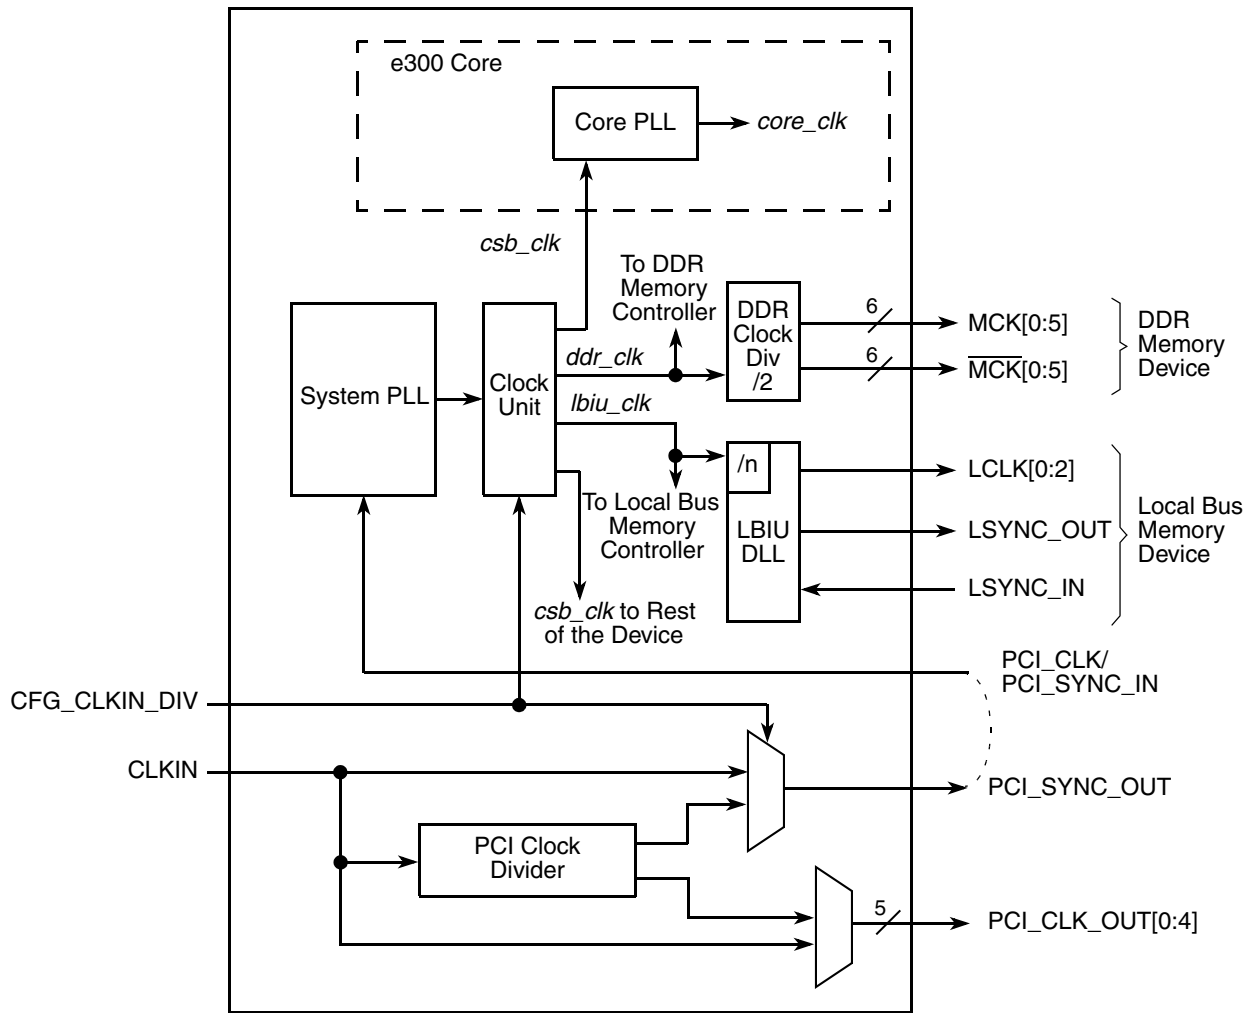 e300 Core
Core PLL
core_clk
csb_clk
To DDR
Memory
Controller
DDR
Clock
Div
/2
6
MCK[0:5]
6
MCK[0:5]
DDR
Memory
Device
System PLL
Clock
Unit
ddr_clk
lbiu_clk
/n
LBIU
DLL
LCLK[0:2]
LSYNC_OUT
LSYNC_IN
Local Bus
Memory
Device
To Local Bus
Memory
Controller
csb_clk to Rest
of the Device
PCI_CLK/
PCI_SYNC_IN
CFG_CLKIN_DIV
CLKIN
PCI_SYNC_OUT
PCI Clock
Divider
5
PCI_CLK_OUT[0:4]